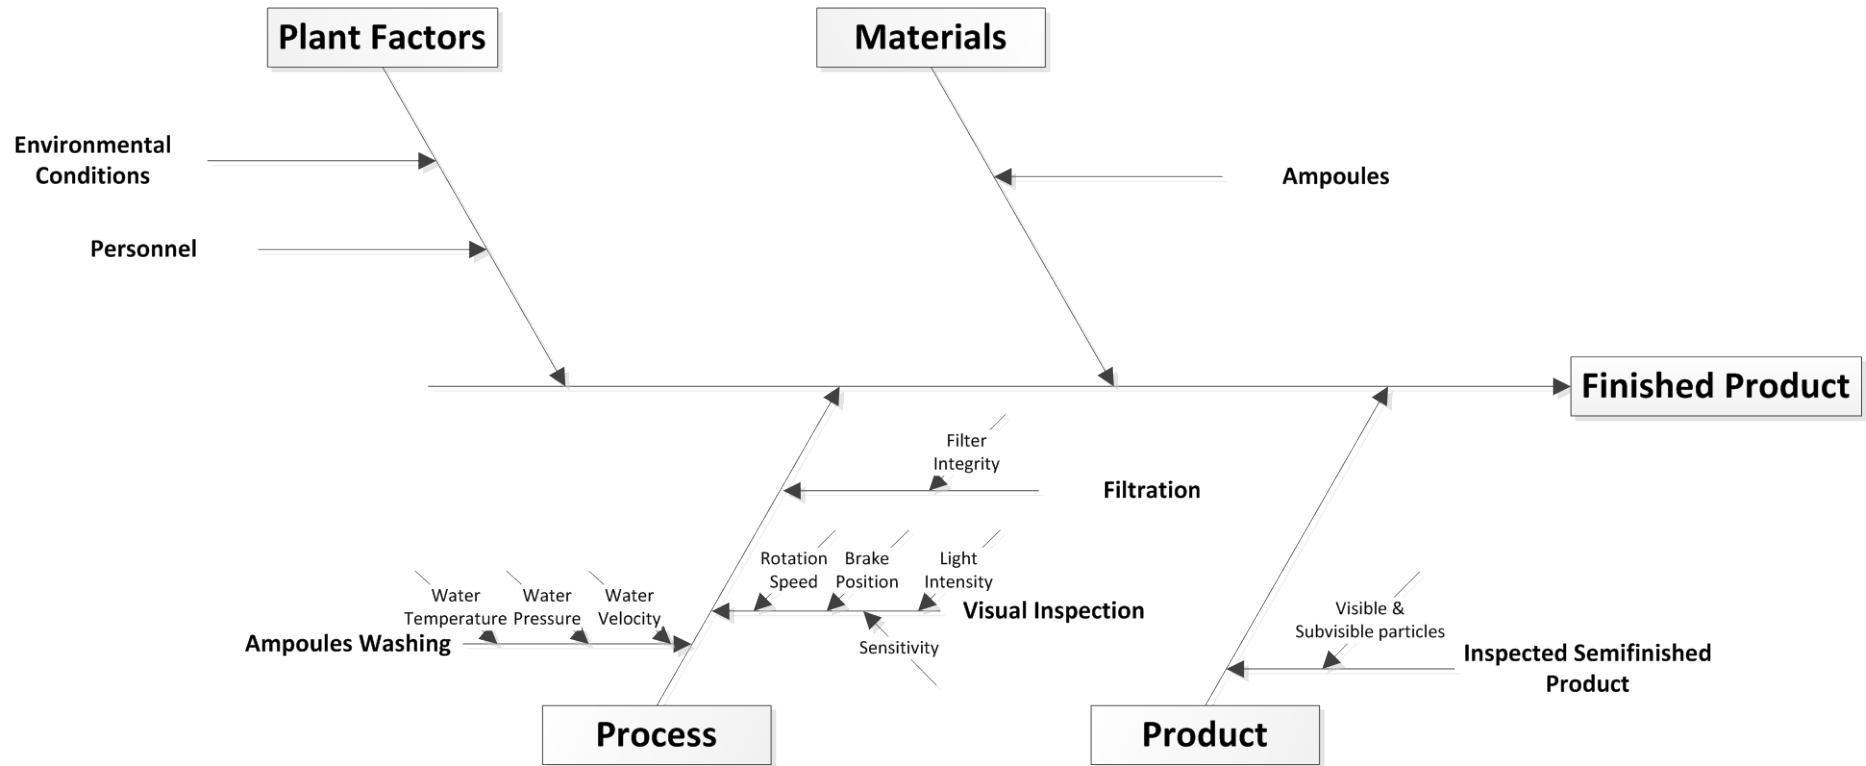 Plant Factors
Materials
Environmental
Conditions
Ampoules
Personnel
Finished Product
Filter
Integrity
Filtration
Rotation
Speed
Brake
Position
Light
Intensity
Visual Inspection
Sensitivity
Water
Temperature
Water
Pressure
Water
Velocity
Ampoules Washing
Visible &
Subvisible particles
Inspected Semifinished
Product
Process
Product